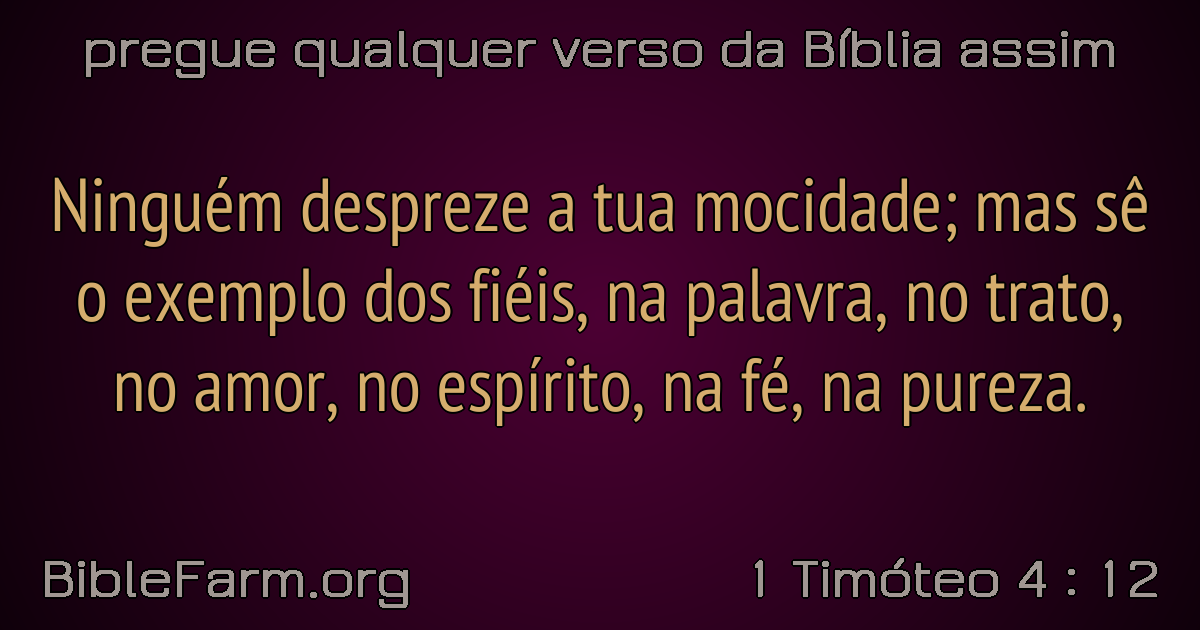 pregue qualquer verso da Bíblia assim
Ninguém despreze a tua mocidade; mas sê
o exemplo dos fiéis, na palavra, no trato,
no amor, no espírito, na fé, na pureza.
BibleFarm.org
1 Timóteo 4 : 12